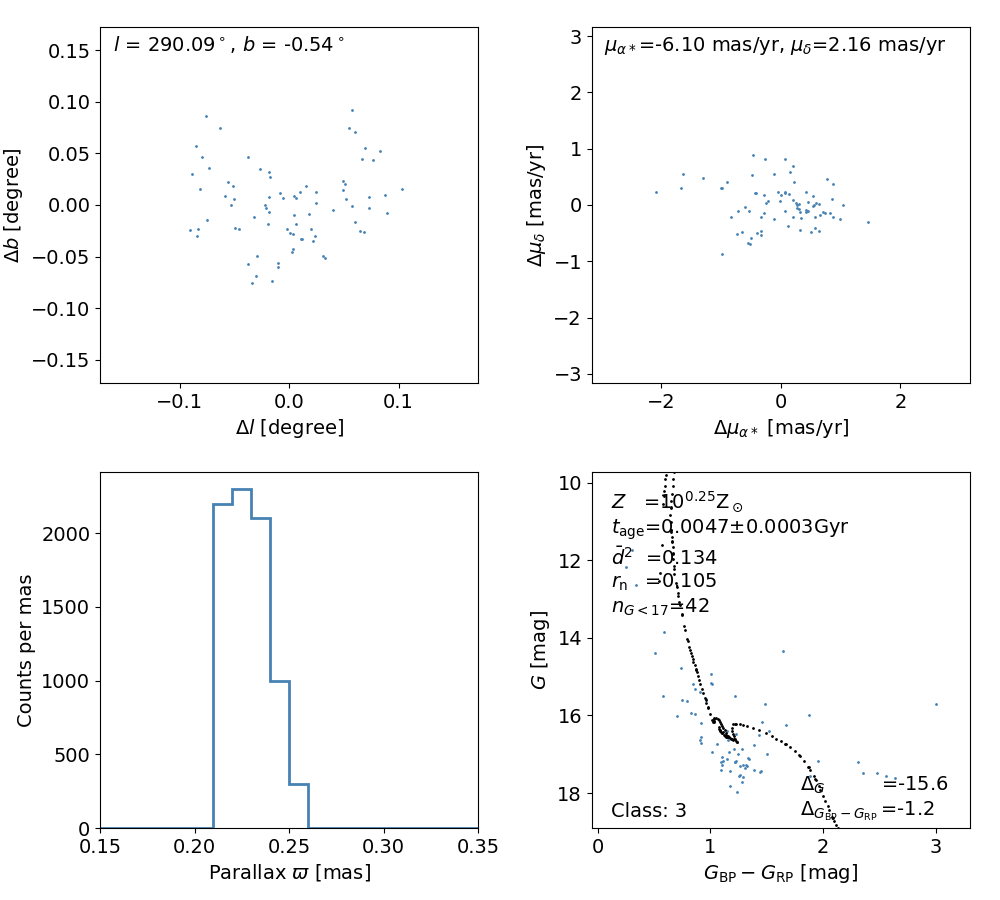 l = 290.09°, b = -0.54°
0.15
0.10
0.05
0.00
−0.05
−0.10
−0.15
Δb [degree]
−0.1 0.0 0.1
Δl [degree]
μα*=-6.10 mas/yr, μδ=2.16 mas/yr
3
2
1
0
−1
−2
−3
Δμδ [mas/yr]
−2 0 2
Δμα* [mas/yr]
2000
1500
1000
500
0
Counts per mas
0.15 0.20 0.25 0.30 0.35
Parallax ϖ [mas]
10
12
14
16
18
G [mag]
Z =10^0.25 Z⊙
t_age=0.0047±0.0003Gyr
d̄² =0.134
r_n =0.105
n_G<17=42
Δ_G =-15.6
Δ_GBP−GRP =-1.2
Class: 3
0 1 2 3
G_BP − G_RP [mag]